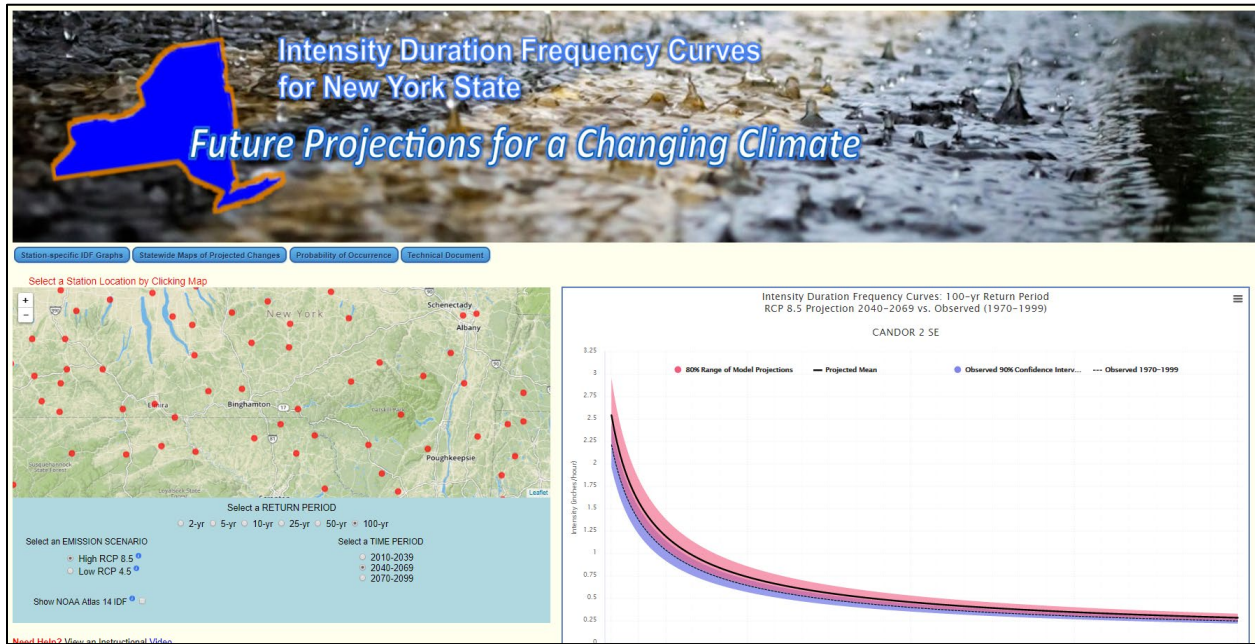 Intensity Duration Frequency Curves
for New York State
Future Projections for a Changing Climate
Station-specific IDF Graphs
Statewide Maps of Projected Changes
Probability of Occurrence
Technical Document
Select a Station Location by Clicking Map
+
−
New York
Schenectady
Albany
Elmira
Binghamton
17
81
Poughkeepsie
Susquehannock
State Forest
Leaflet
Select a RETURN PERIOD
2-yr 5-yr 10-yr 25-yr 50-yr 100-yr
Select an EMISSION SCENARIO
High RCP 8.5
Low RCP 4.5
Select a TIME PERIOD
2010-2039
2040-2069
2070-2099
Show NOAA Atlas 14 IDF
Need Help? View an Instructional Video
Intensity Duration Frequency Curves: 100-yr Return Period
RCP 8.5 Projection 2040-2069 vs. Observed (1970-1999)
CANDOR 2 SE
80% Range of Model Projections
Projected Mean
Observed 90% Confidence Interv...
Observed 1970-1999
Intensity (inches/hour)
3.25
3
2.75
2.5
2.25
2
1.75
1.5
1.25
1
0.75
0.5
0.25
0